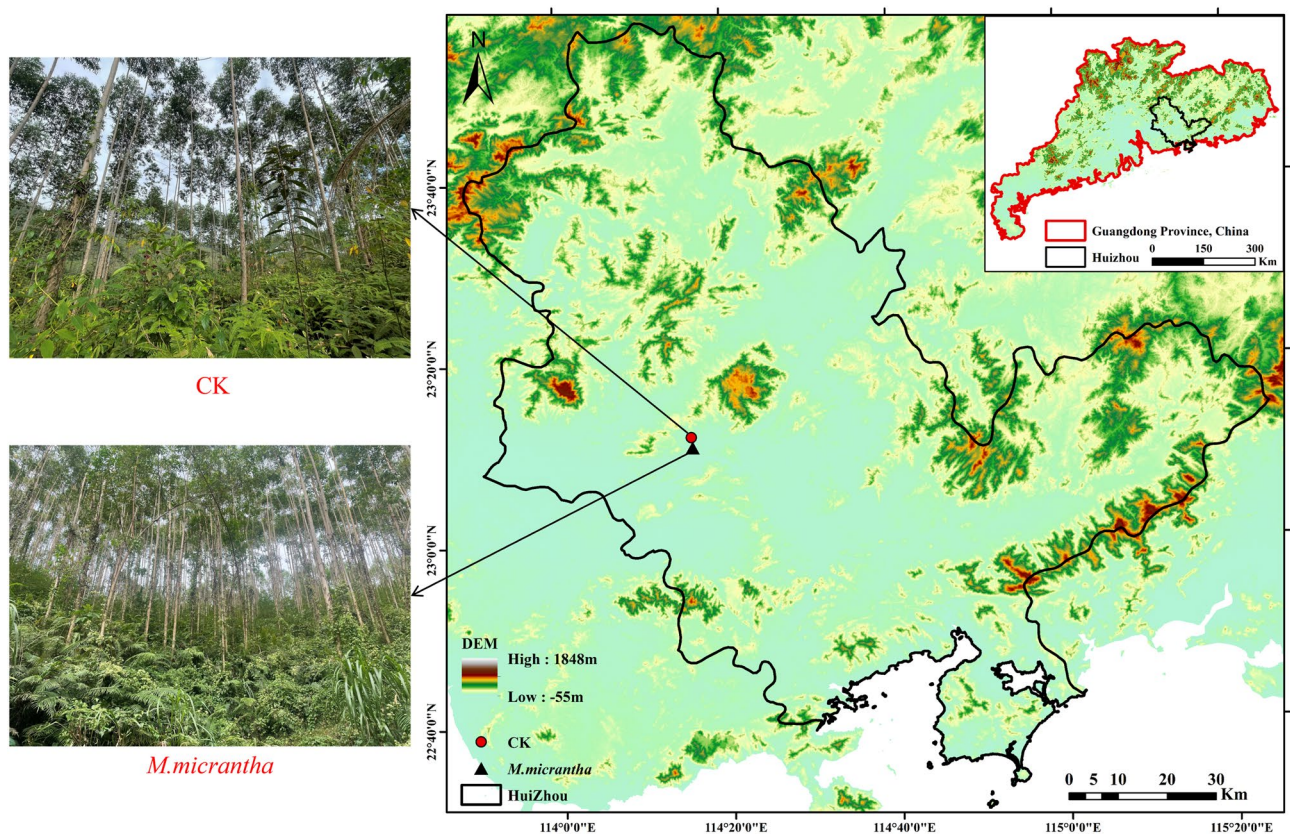 CK
M.micrantha
N
23°40'0"N
23°20'0"N
23°0'0"N
22°40'0"N
Guangdong Province, China
Huizhou
0 150 300
Km
DEM
High : 1848m
Low : -55m
CK
M.micrantha
HuiZhou
0 5 10 20 30
Km
114°0'0"E 114°20'0"E 114°40'0"E 115°0'0"E 115°20'0"E